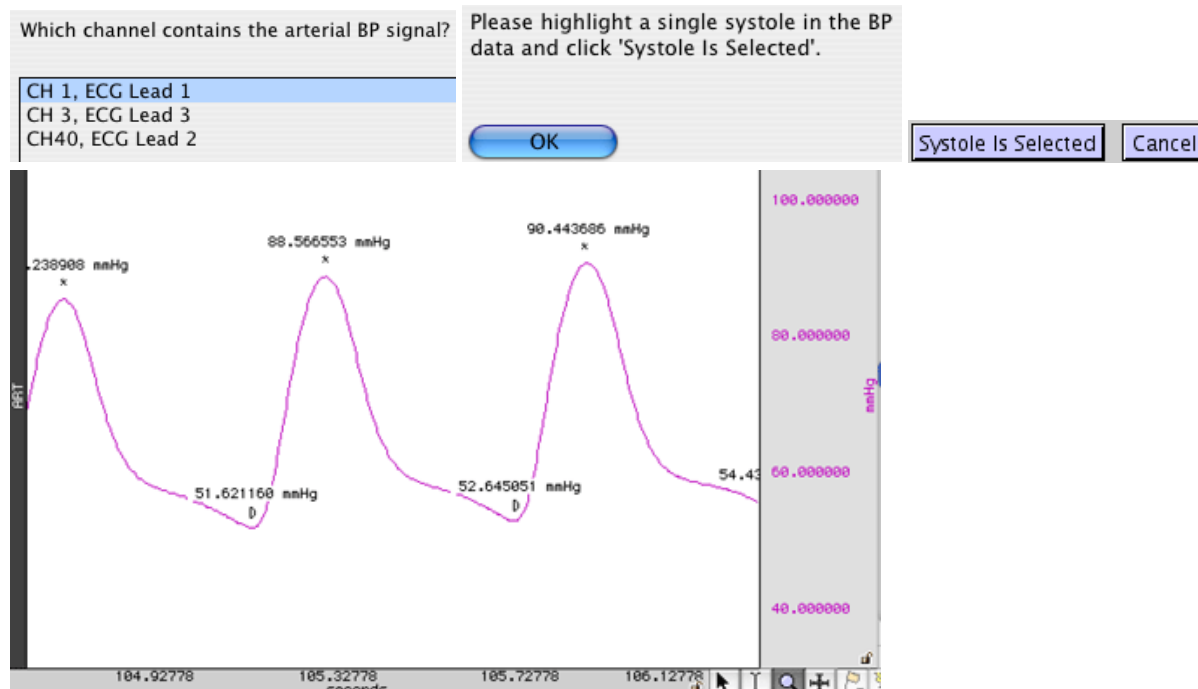 Which channel contains the arterial BP signal?
CH 1, ECG Lead 1
CH 3, ECG Lead 3
CH40, ECG Lead 2
Please highlight a single systole in the BP
data and click 'Systole Is Selected'.
OK
Systole Is Selected
Cancel
.238908 mmHg
88.566553 mmHg
90.443686 mmHg
51.621160 mmHg
D
52.645051 mmHg
D
54.43
ART
100.000000
80.000000
60.000000
40.000000
mmHg
104.92778
105.32778
105.72778
106.12778
seconds